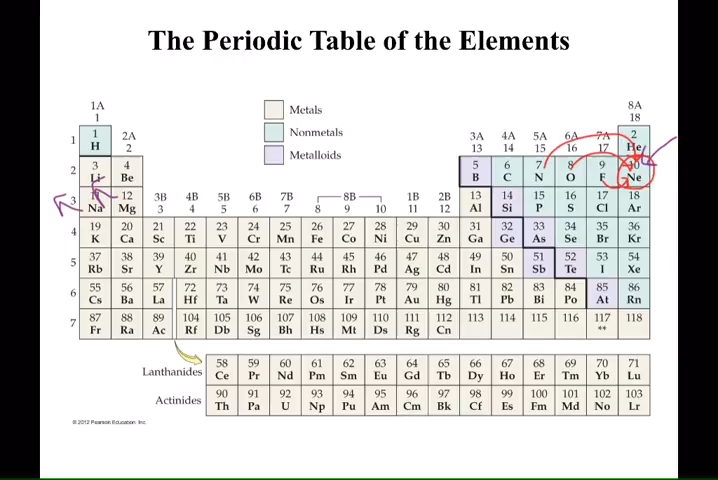 The Periodic Table of the Elements
1A 8A
1 18
Metals
Nonmetals
Metalloids
2A 3A 4A 5A 6A 7A
2 13 14 15 16 17
3B 4B 5B 6B 7B 8B 1B 2B
3 4 5 6 7 8 9 10 11 12
1 1 2
H He
2 3 4 5 6 7 8 9 10
Li Be B C N O F Ne
3 11 12 13 14 15 16 17 18
Na Mg Al Si P S Cl Ar
4 19 20 21 22 23 24 25 26 27 28 29 30 31 32 33 34 35 36
K Ca Sc Ti V Cr Mn Fe Co Ni Cu Zn Ga Ge As Se Br Kr
5 37 38 39 40 41 42 43 44 45 46 47 48 49 50 51 52 53 54
Rb Sr Y Zr Nb Mo Tc Ru Rh Pd Ag Cd In Sn Sb Te I Xe
6 55 56 57 72 73 74 75 76 77 78 79 80 81 82 83 84 85 86
Cs Ba La Hf Ta W Re Os Ir Pt Au Hg Tl Pb Bi Po At Rn
7 87 88 89 104 105 106 107 108 109 110 111 112 113 114 115 116 117 118
Fr Ra Ac Rf Db Sg Bh Hs Mt Ds Rg Cn **
Lanthanides 58 59 60 61 62 63 64 65 66 67 68 69 70 71
Ce Pr Nd Pm Sm Eu Gd Tb Dy Ho Er Tm Yb Lu
Actinides 90 91 92 93 94 95 96 97 98 99 100 101 102 103
Th Pa U Np Pu Am Cm Bk Cf Es Fm Md No Lr
© 2012 Pearson Education, Inc.